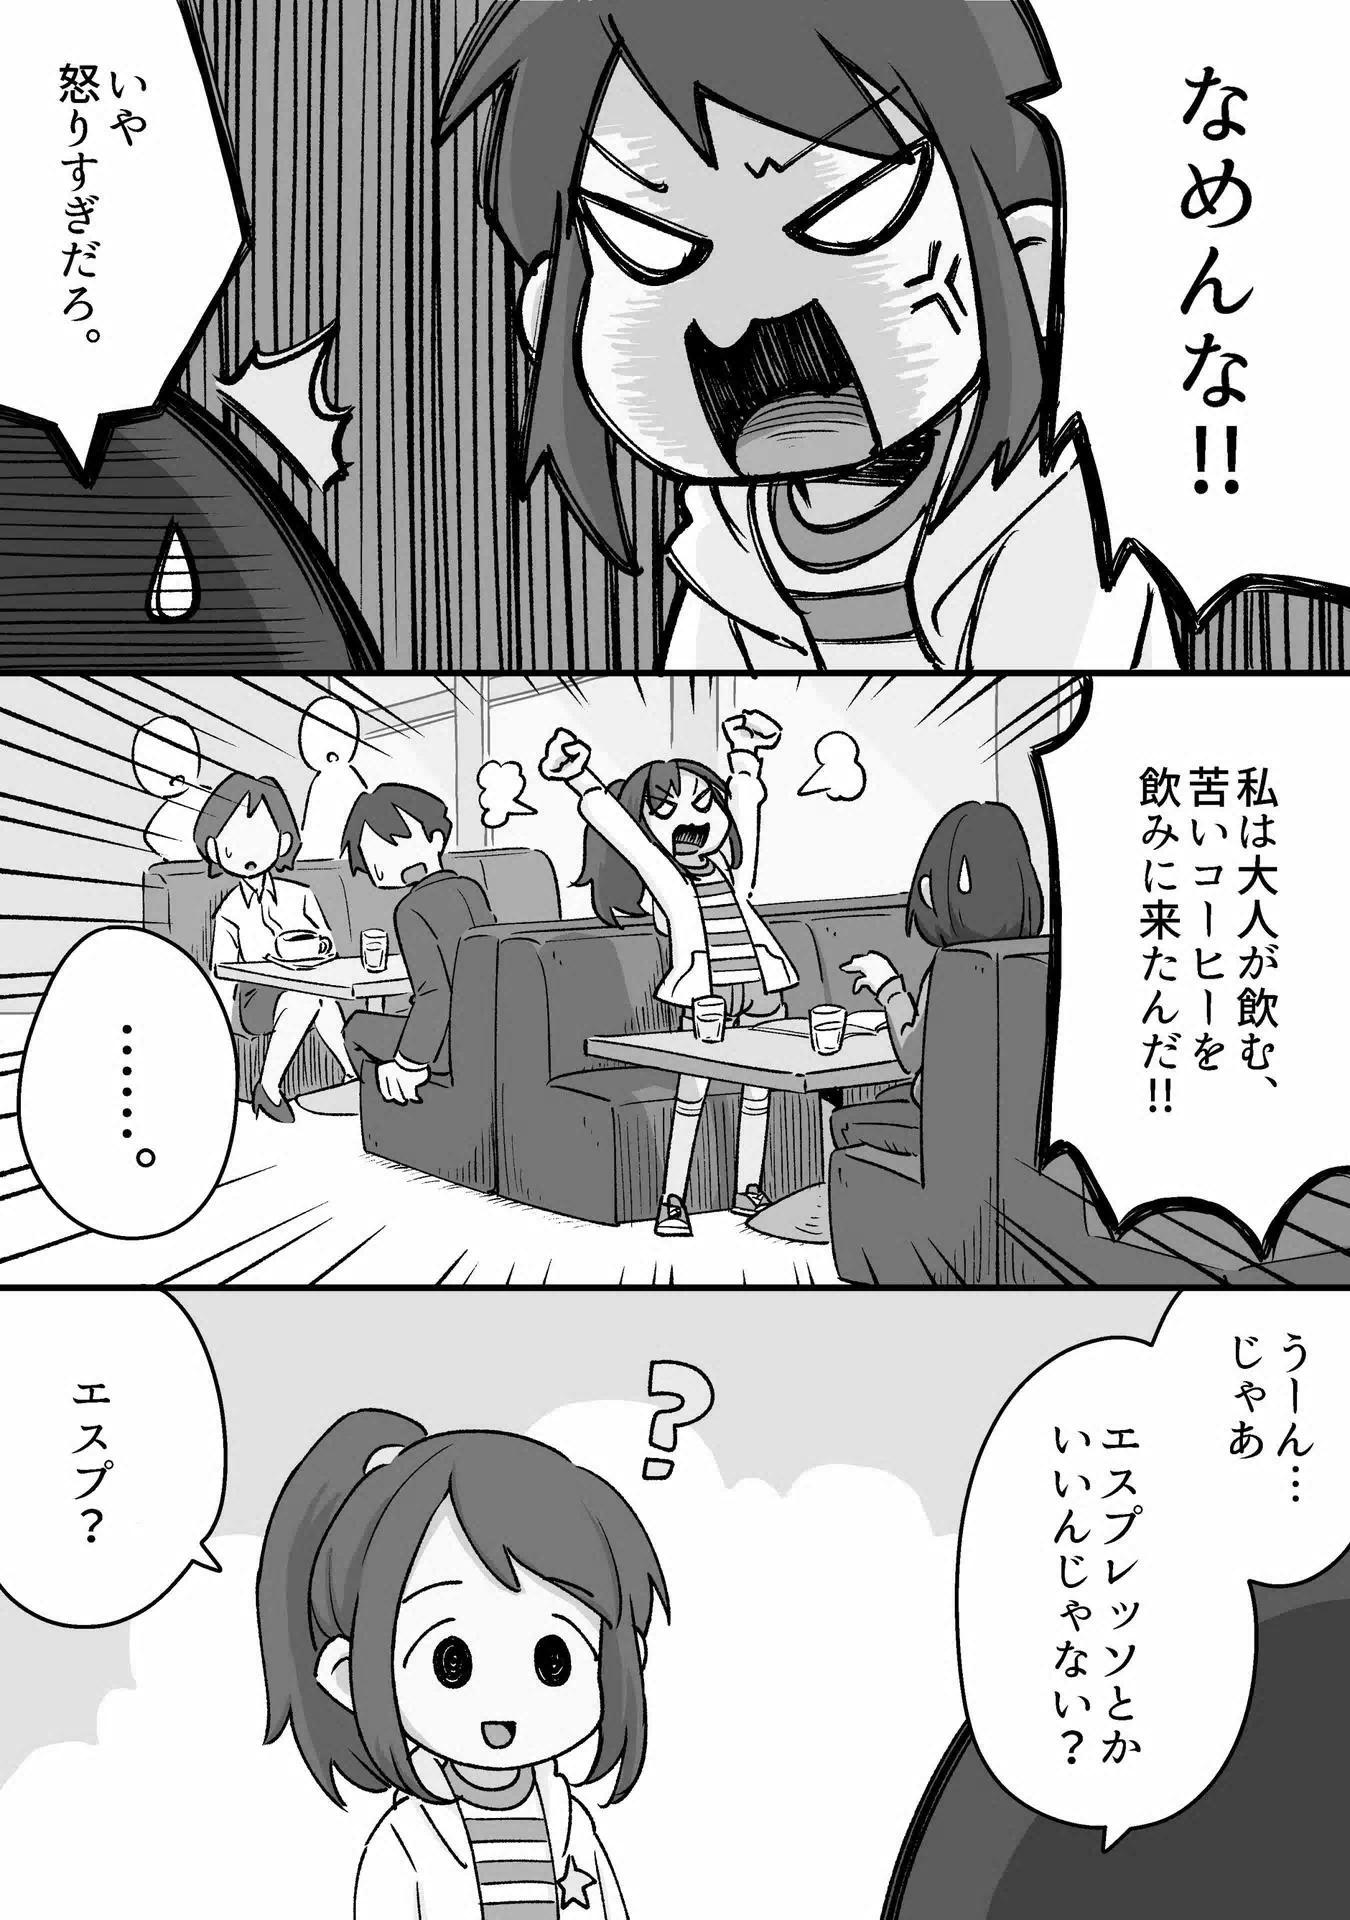 なめんな!!
いや
怒りすぎだろ。
私は大人が飲む、
苦いコーヒーを
飲みに来たんだ!!
……。
うーん…
じゃあ
エスプレッソとか
いいんじゃない？
エスプ？